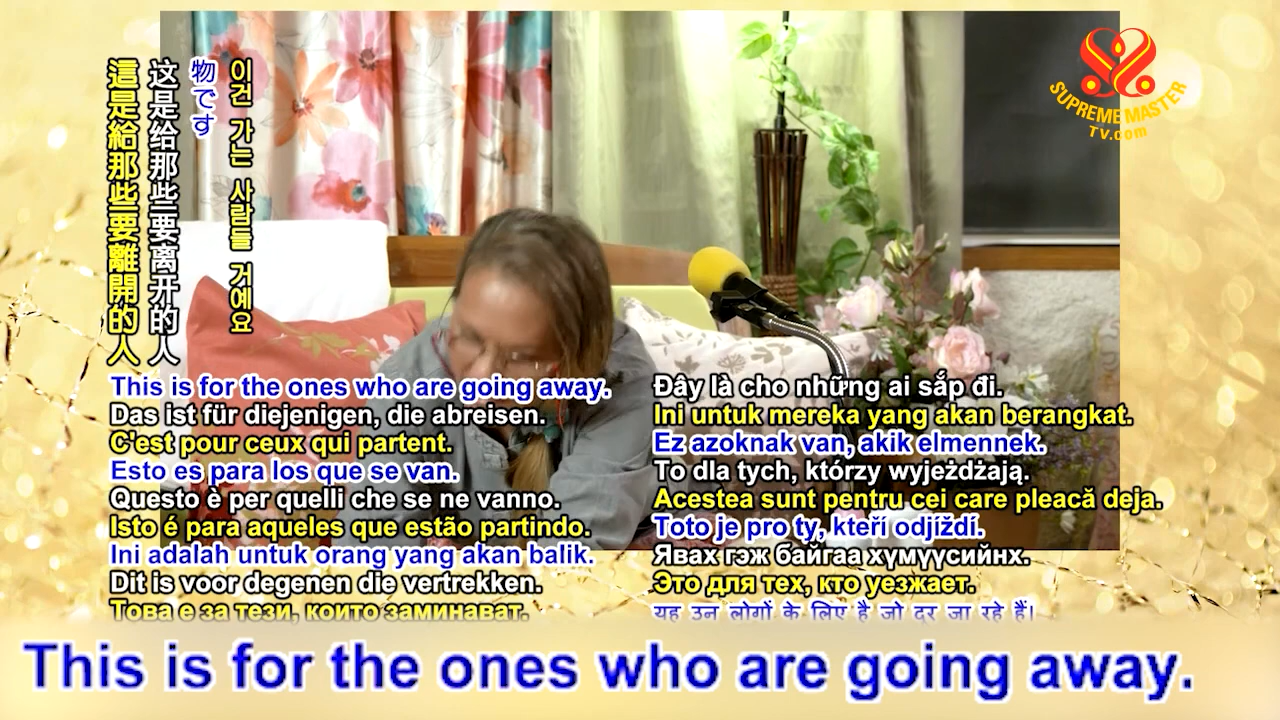 SUPREME MASTER
TV.com
這是給那些要離開的人
这是给那些要离开的人
物です
이건 가는 사람들 거예요
This is for the ones who are going away.
Das ist für diejenigen, die abreisen.
C'est pour ceux qui partent.
Esto es para los que se van.
Questo è per quelli che se ne vanno.
Isto é para aqueles que estão partindo.
Ini adalah untuk orang yang akan balik.
Dit is voor degenen die vertrekken.
Това е за тези, които заминават.
Đây là cho những ai sắp đi.
Ini untuk mereka yang akan berangkat.
Ez azoknak van, akik elmennek.
To dla tych, którzy wyjeżdżają.
Acestea sunt pentru cei care pleacă deja.
Toto je pro ty, kteří odjíždí.
Явах гэж байгаа хүмүүсийнх.
Это для тех, кто уезжает.
यह उन लोगों के लिए है जो दूर जा रहे हैं।
This is for the ones who are going away.